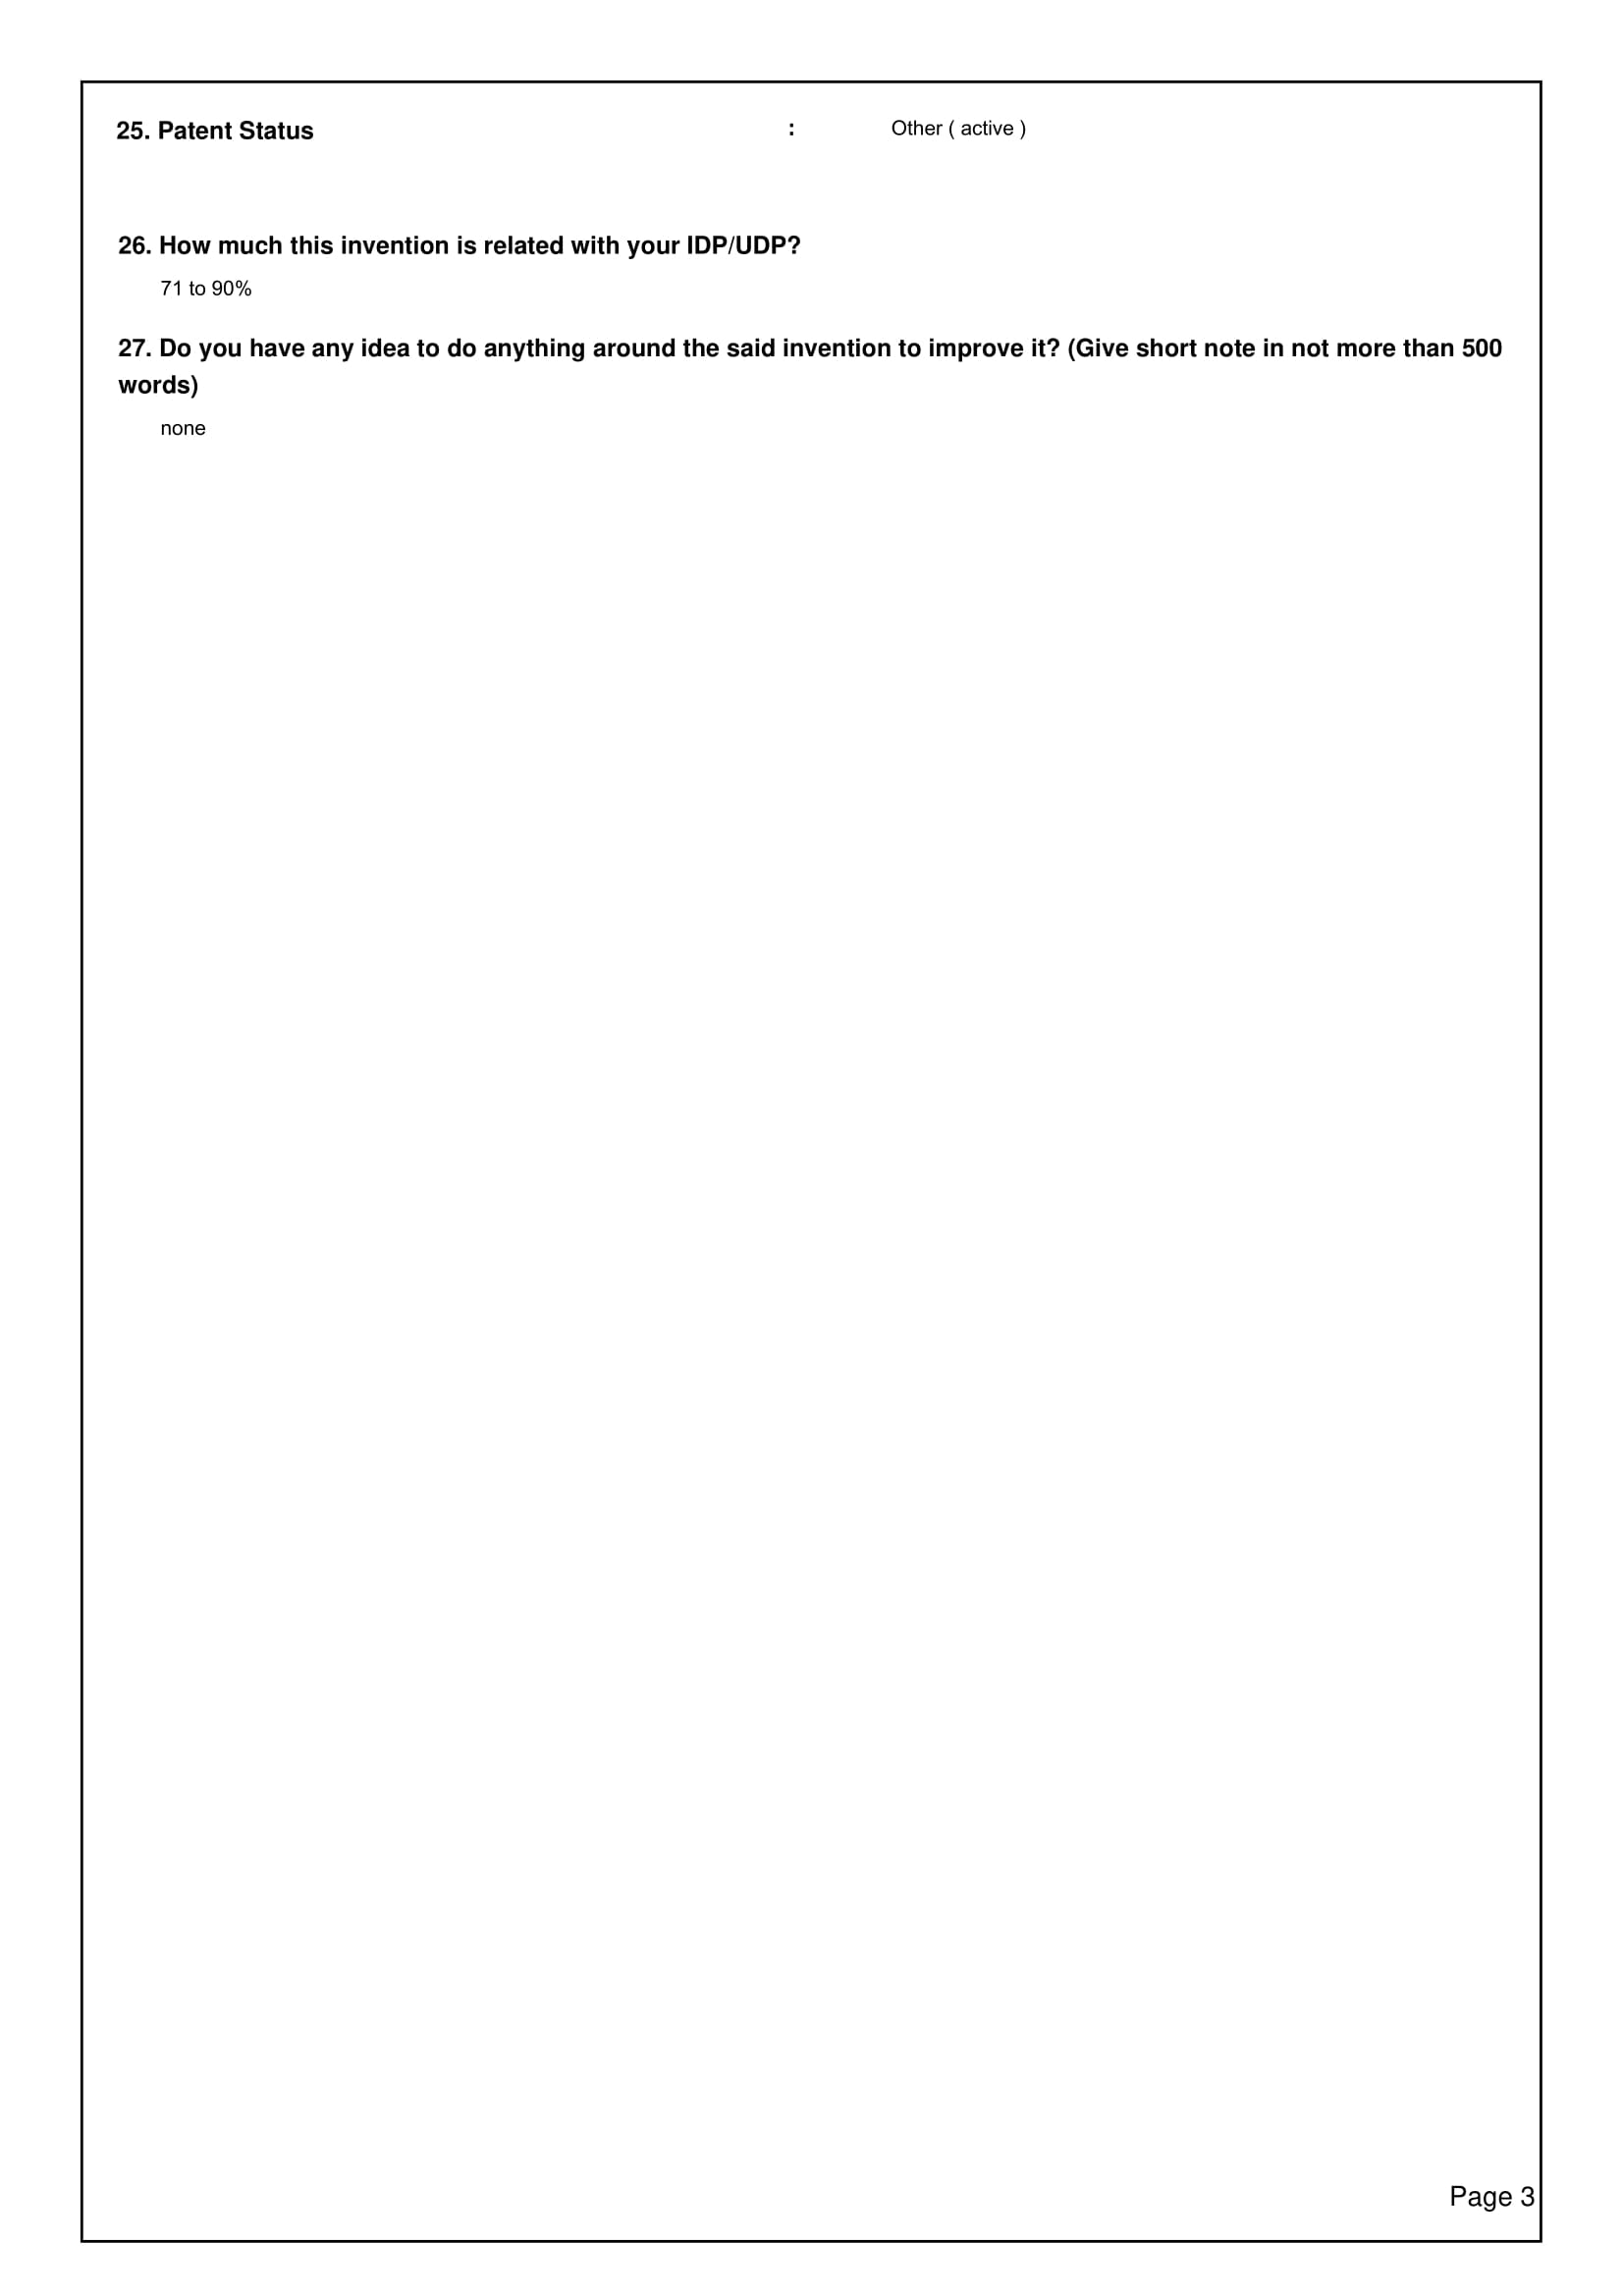 25. Patent Status : Other ( active )
26. How much this invention is related with your IDP/UDP?
71 to 90%
27. Do you have any idea to do anything around the said invention to improve it? (Give short note in not more than 500
words)
none
Page 3